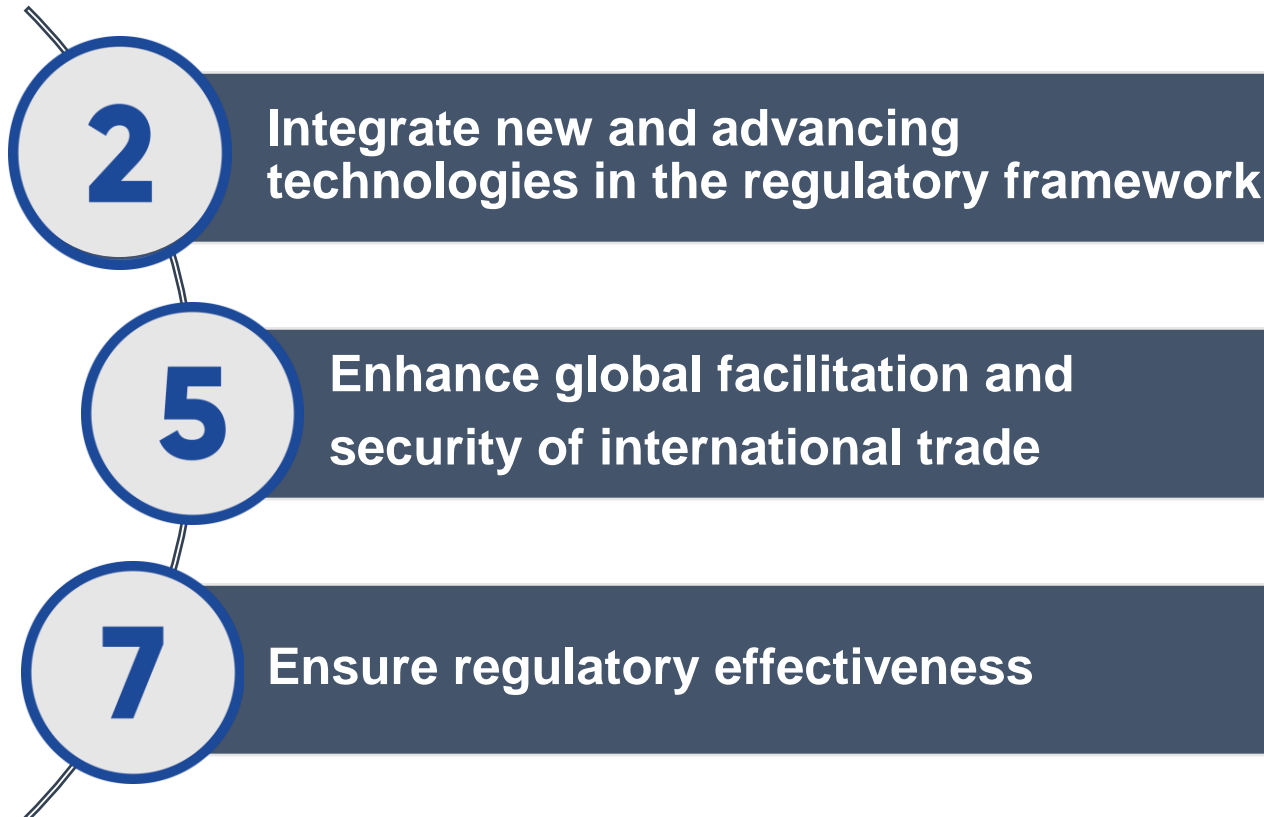 2
Integrate new and advancing
technologies in the regulatory framework
5
Enhance global facilitation and
security of international trade
7
Ensure regulatory effectiveness